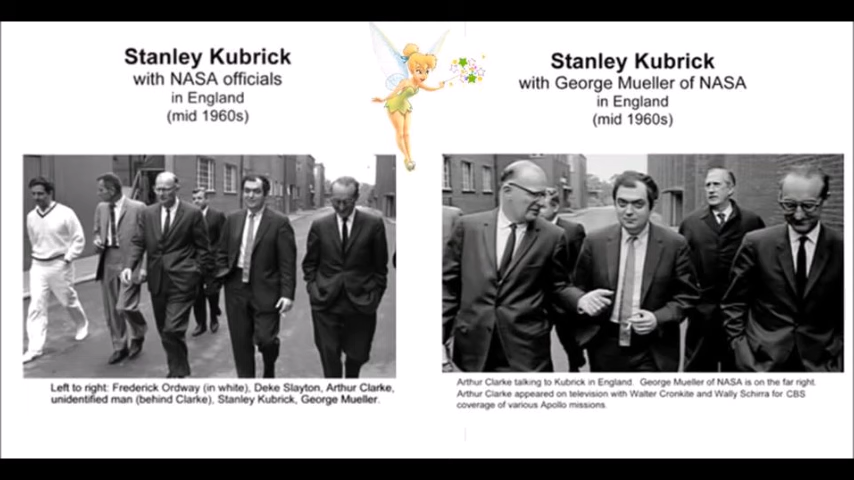 Stanley Kubrick
with NASA officials
in England
(mid 1960s)
Left to right: Frederick Ordway (in white), Deke Slayton, Arthur Clarke,
unidentified man (behind Clarke), Stanley Kubrick, George Mueller.
Stanley Kubrick
with George Mueller of NASA
in England
(mid 1960s)
Arthur Clarke talking to Kubrick in England. George Mueller of NASA is on the far right.
Arthur Clarke appeared on television with Walter Cronkite and Wally Schirra for CBS
coverage of various Apollo missions.